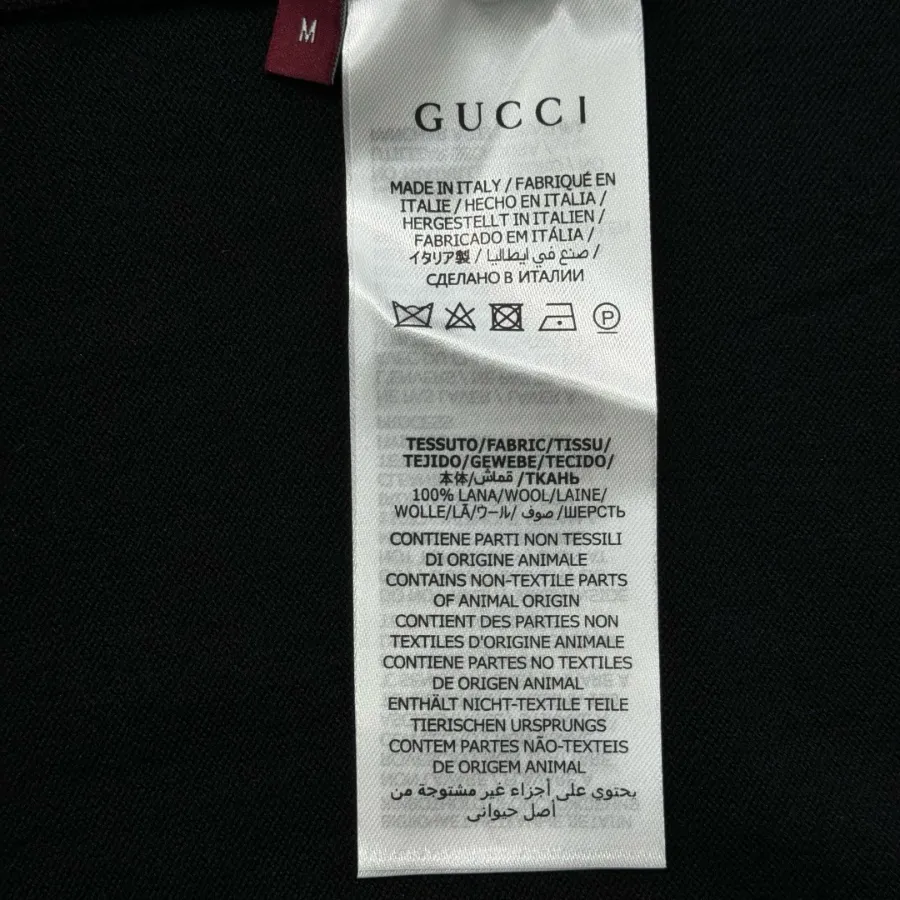 M
GUCCI
MADE IN ITALY / FABRIQUÉ EN
ITALIE / HECHO EN ITALIA /
HERGESTELLT IN ITALIEN /
FABRICADO EM ITÁLIA /
イタリア製 / صنع في ايطاليا /
СДЕЛАНО В ИТАЛИИ
P
TESSUTO/FABRIC/TISSU/
TEJIDO/GEWEBE/TECIDO/
本体/قماش /ТКАНЬ
100% LANA/WOOL/LAINE/
WOLLE/LÃ/ウール/ صوف /ШЕРСТЬ
CONTIENE PARTI NON TESSILI
DI ORIGINE ANIMALE
CONTAINS NON-TEXTILE PARTS
OF ANIMAL ORIGIN
CONTIENT DES PARTIES NON
TEXTILES D'ORIGINE ANIMALE
CONTIENE PARTES NO TEXTILES
DE ORIGEN ANIMAL
ENTHÄLT NICHT-TEXTILE TEILE
TIERISCHEN URSPRUNGS
CONTEM PARTES NÃO-TEXTEIS
DE ORIGEM ANIMAL
يحتوي على أجزاء غير منسوجة من
أصل حيواني